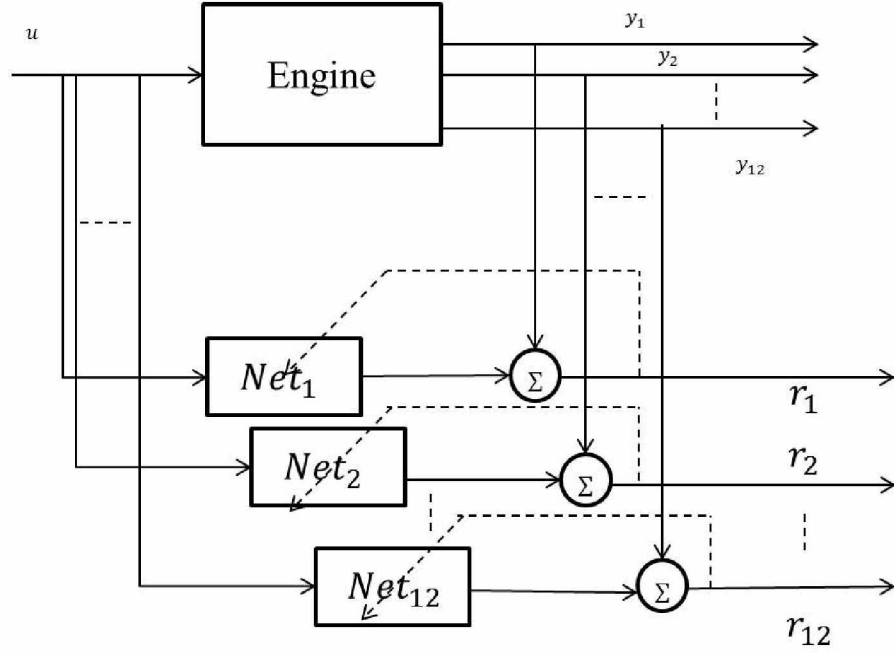 u
Engine
y₁
y₂
y₁₂
Net₁
Σ
r₁
Net₂
Σ
r₂
Net₁₂
Σ
r₁₂